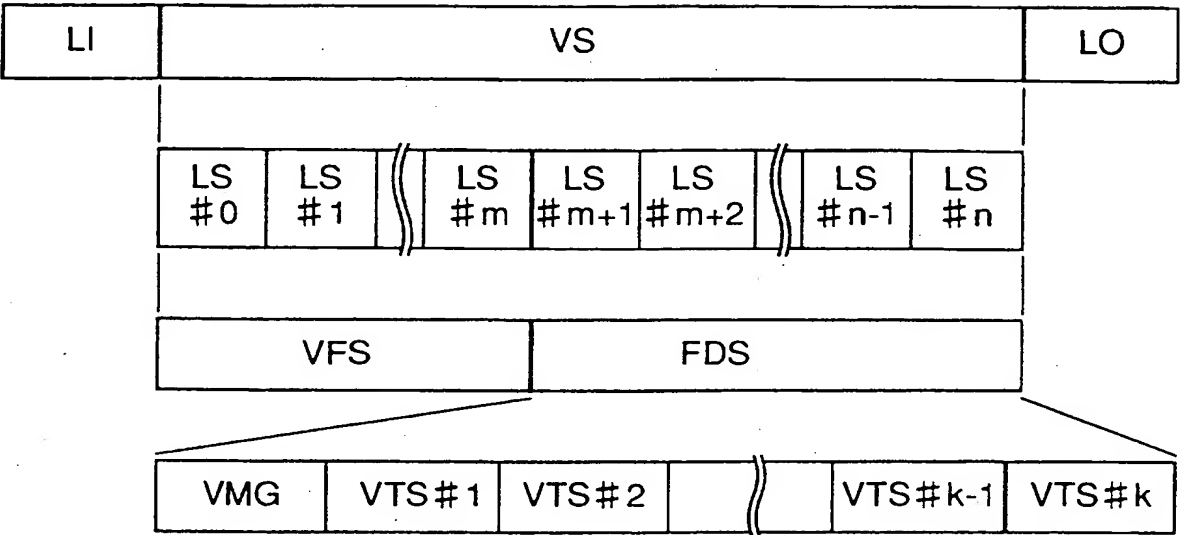 LI VS LO
LS LS LS LS LS LS LS
#0 #1 #m #m+1 #m+2 #n-1 #n
VFS FDS
VMG VTS#1 VTS#2 VTS#k-1 VTS#k